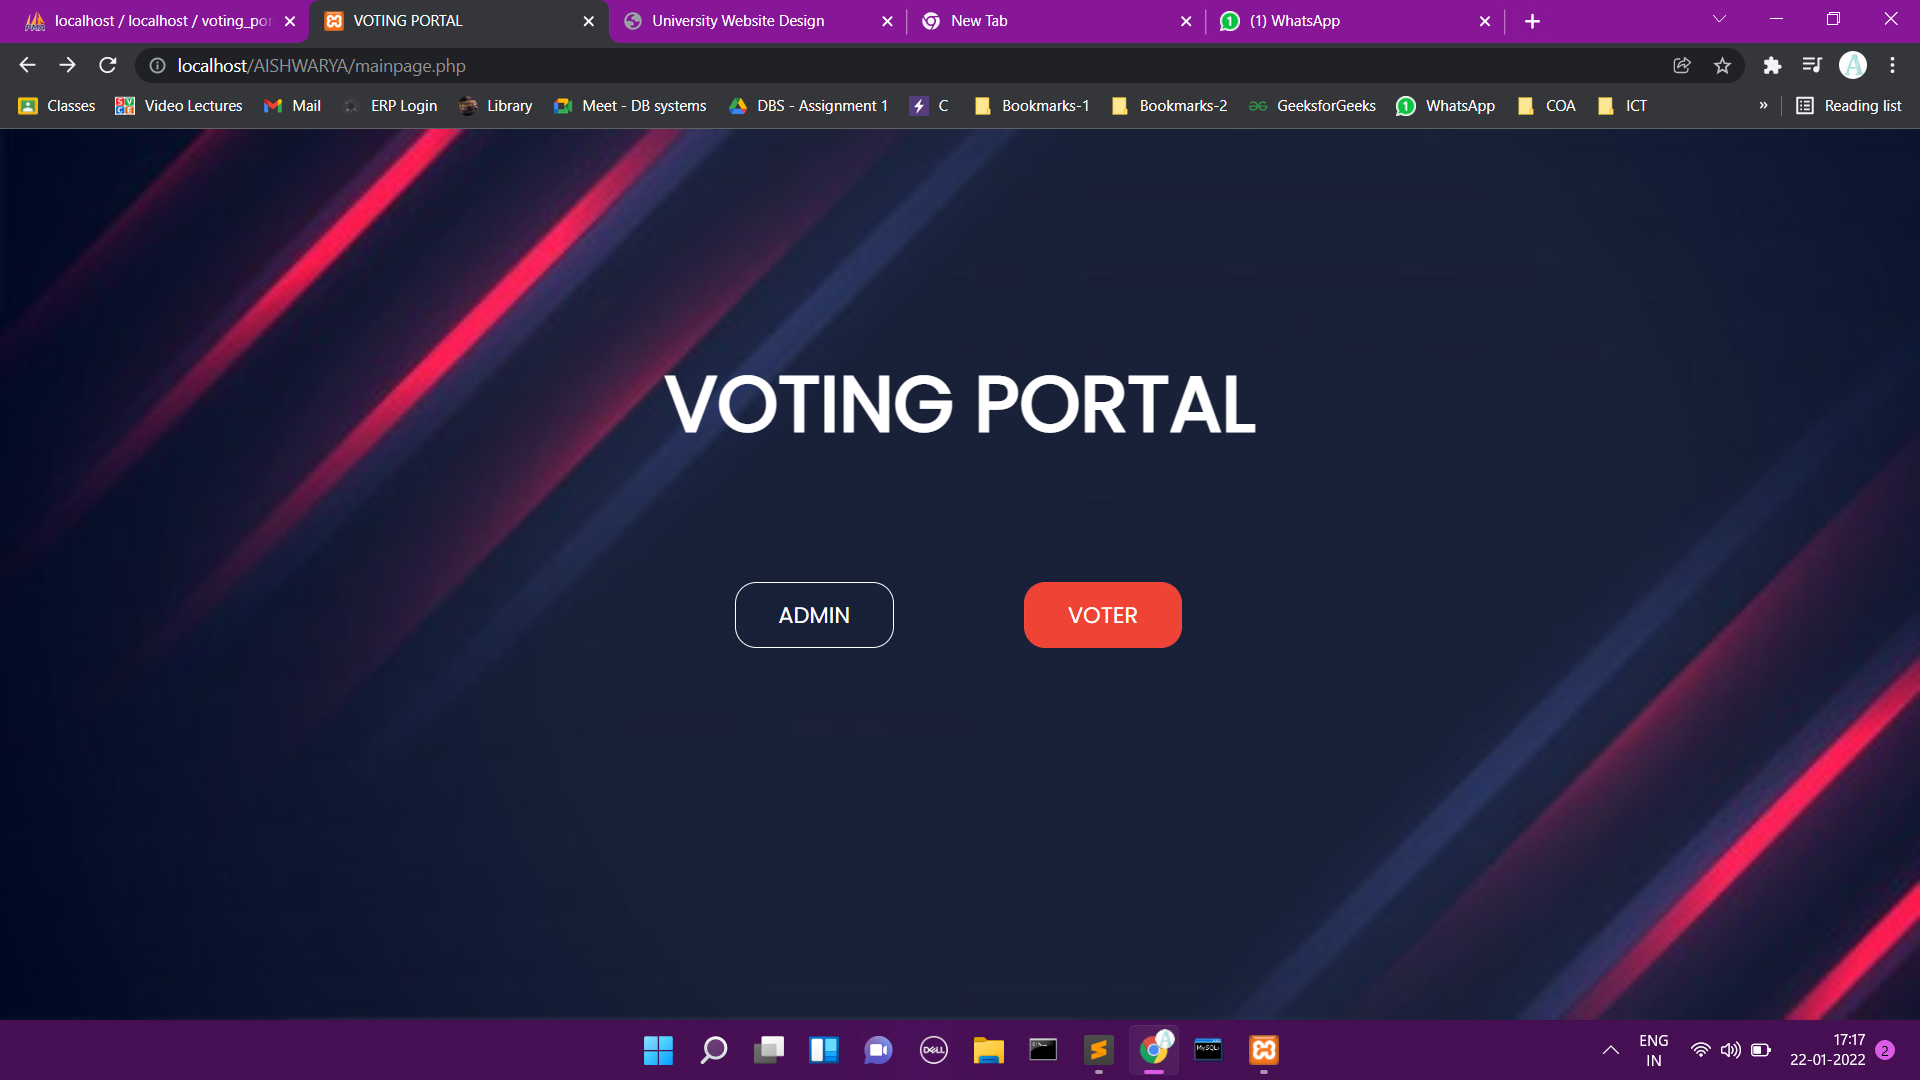 localhost / localhost / voting_por
VOTING PORTAL
University Website Design
New Tab
(1) WhatsApp
localhost/AISHWARYA/mainpage.php
Classes
Video Lectures
Mail
ERP Login
Library
Meet - DB systems
DBS - Assignment 1
C
Bookmarks-1
Bookmarks-2
GeeksforGeeks
WhatsApp
COA
ICT
»
Reading list
VOTING PORTAL
ADMIN
VOTER
DELL
MySQL
ENG
IN
17:17
22-01-2022
2